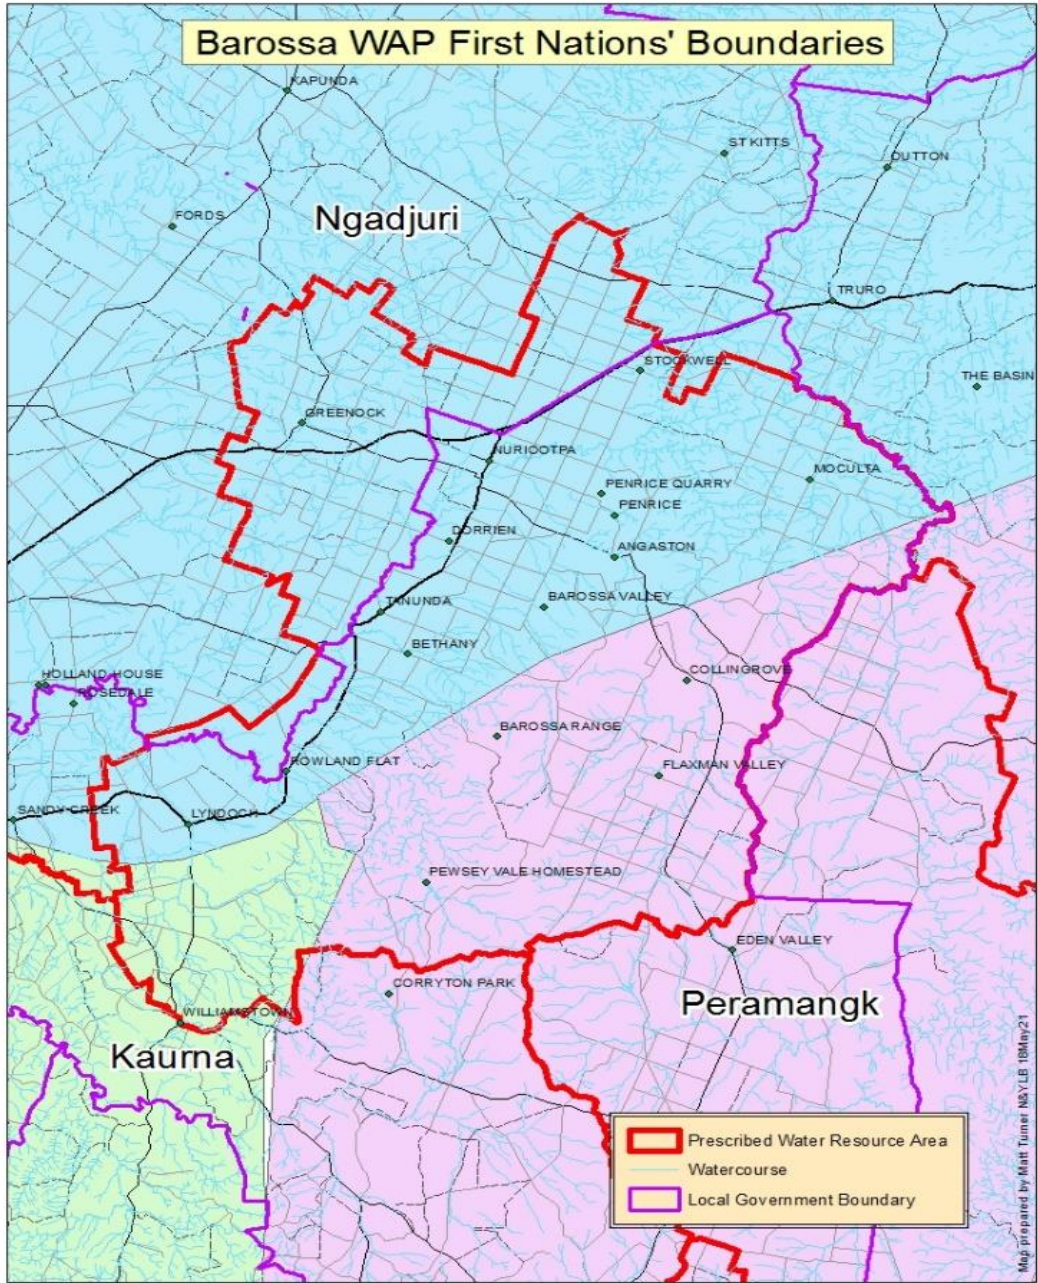 Barossa WAP First Nations' Boundaries
KAPUNDA
ST KITTS
DUTTON
FORDS
Ngadjuri
TRURO
STOCKWELL
THE BASIN
GREENOCK
NURIOOTPA
MOCULTA
PENRICE QUARRY
PENRICE
DORRIEN
ANGASTON
TANUNDA
BAROSSA VALLEY
BETHANY
HOLLAND HOUSE
ROSEDALE
COLLINGROVE
BAROSSA RANGE
ROWLAND FLAT
FLAXMAN VALLEY
SANDY CREEK
LYNDOCH
PEWSEY VALE HOMESTEAD
EDEN VALLEY
CORRYTON PARK
Peramangk
WILLIAMSTOWN
Kaurna
Prescribed Water Resource Area
Watercourse
Local Government Boundary
Map prepared by Matt Turner N&YLB 18May21